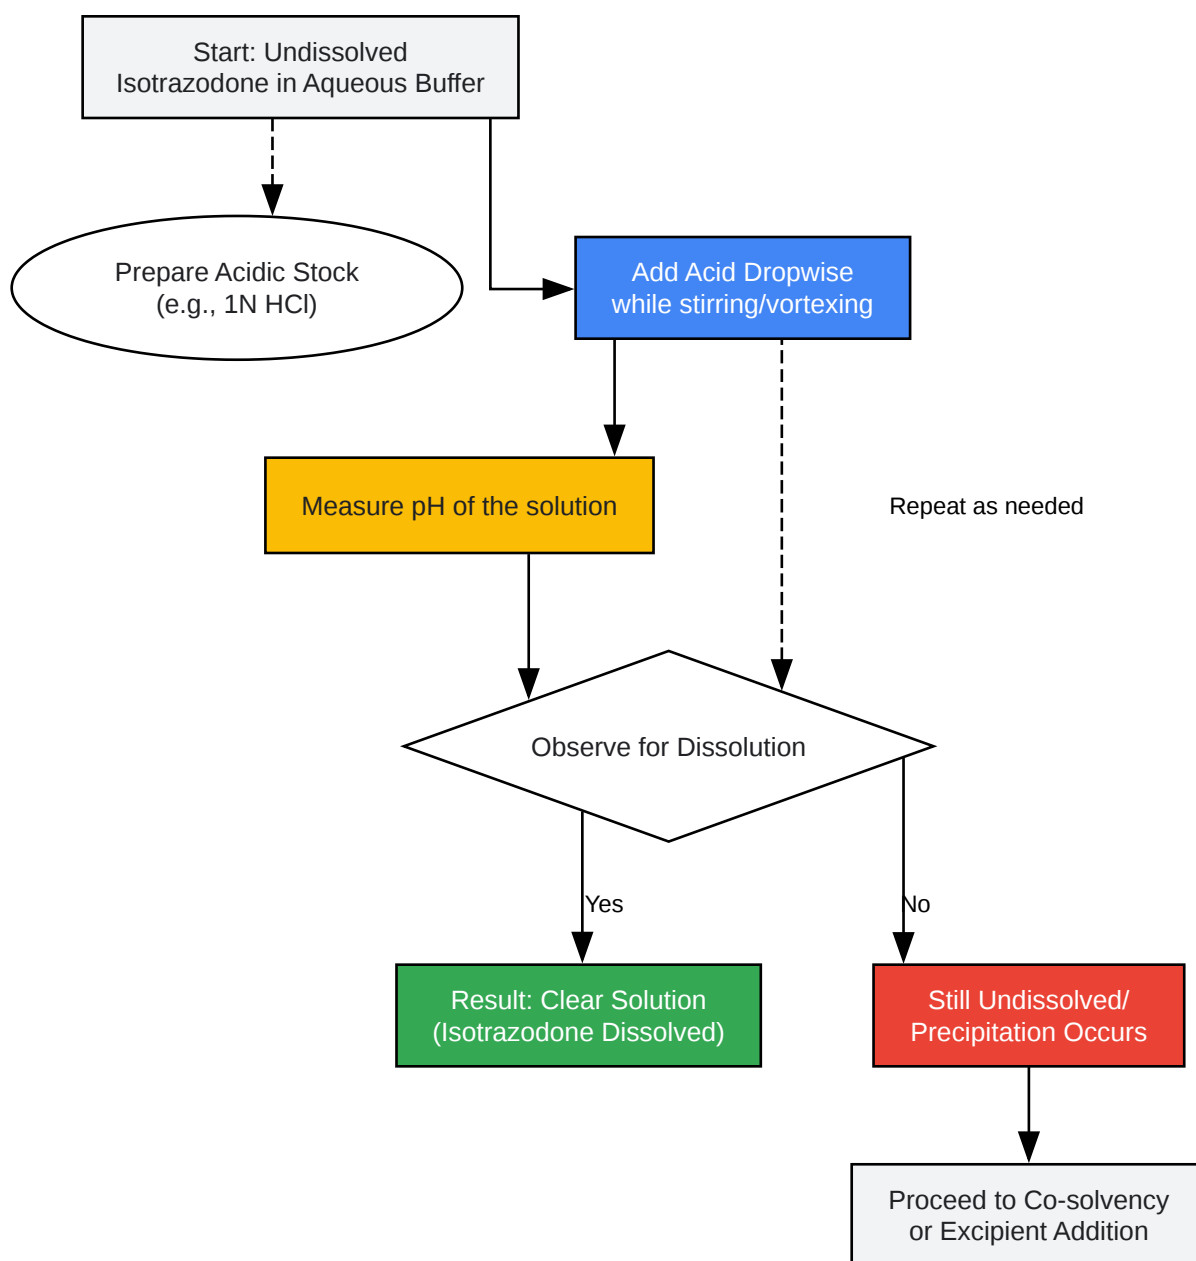 Start: Undissolved
Isotrazodone in Aqueous Buffer
Prepare Acidic Stock
(e.g., 1N HCl)
Add Acid Dropwise
while stirring/vortexing
Measure pH of the solution
Repeat as needed
Observe for Dissolution
Yes
No
Result: Clear Solution
(Isotrazodone Dissolved)
Still Undissolved/
Precipitation Occurs
Proceed to Co-solvency
or Excipient Addition